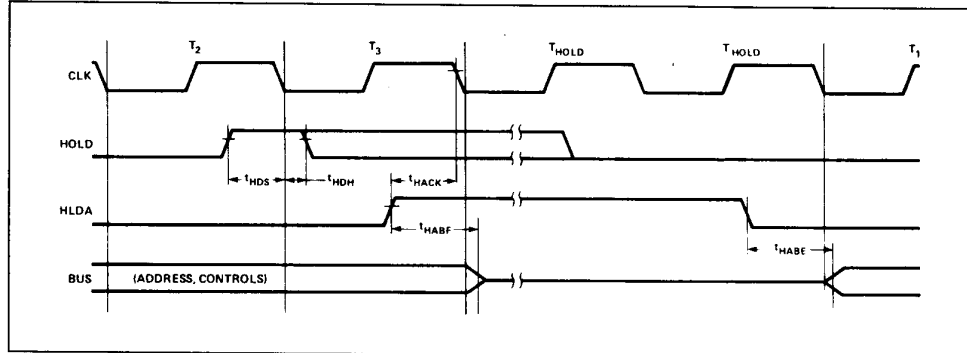 T2 T3 THOLD THOLD T1
CLK
HOLD
tHDS tHDH tHACK
HLDA
tHABF tHABE
BUS (ADDRESS, CONTROLS)